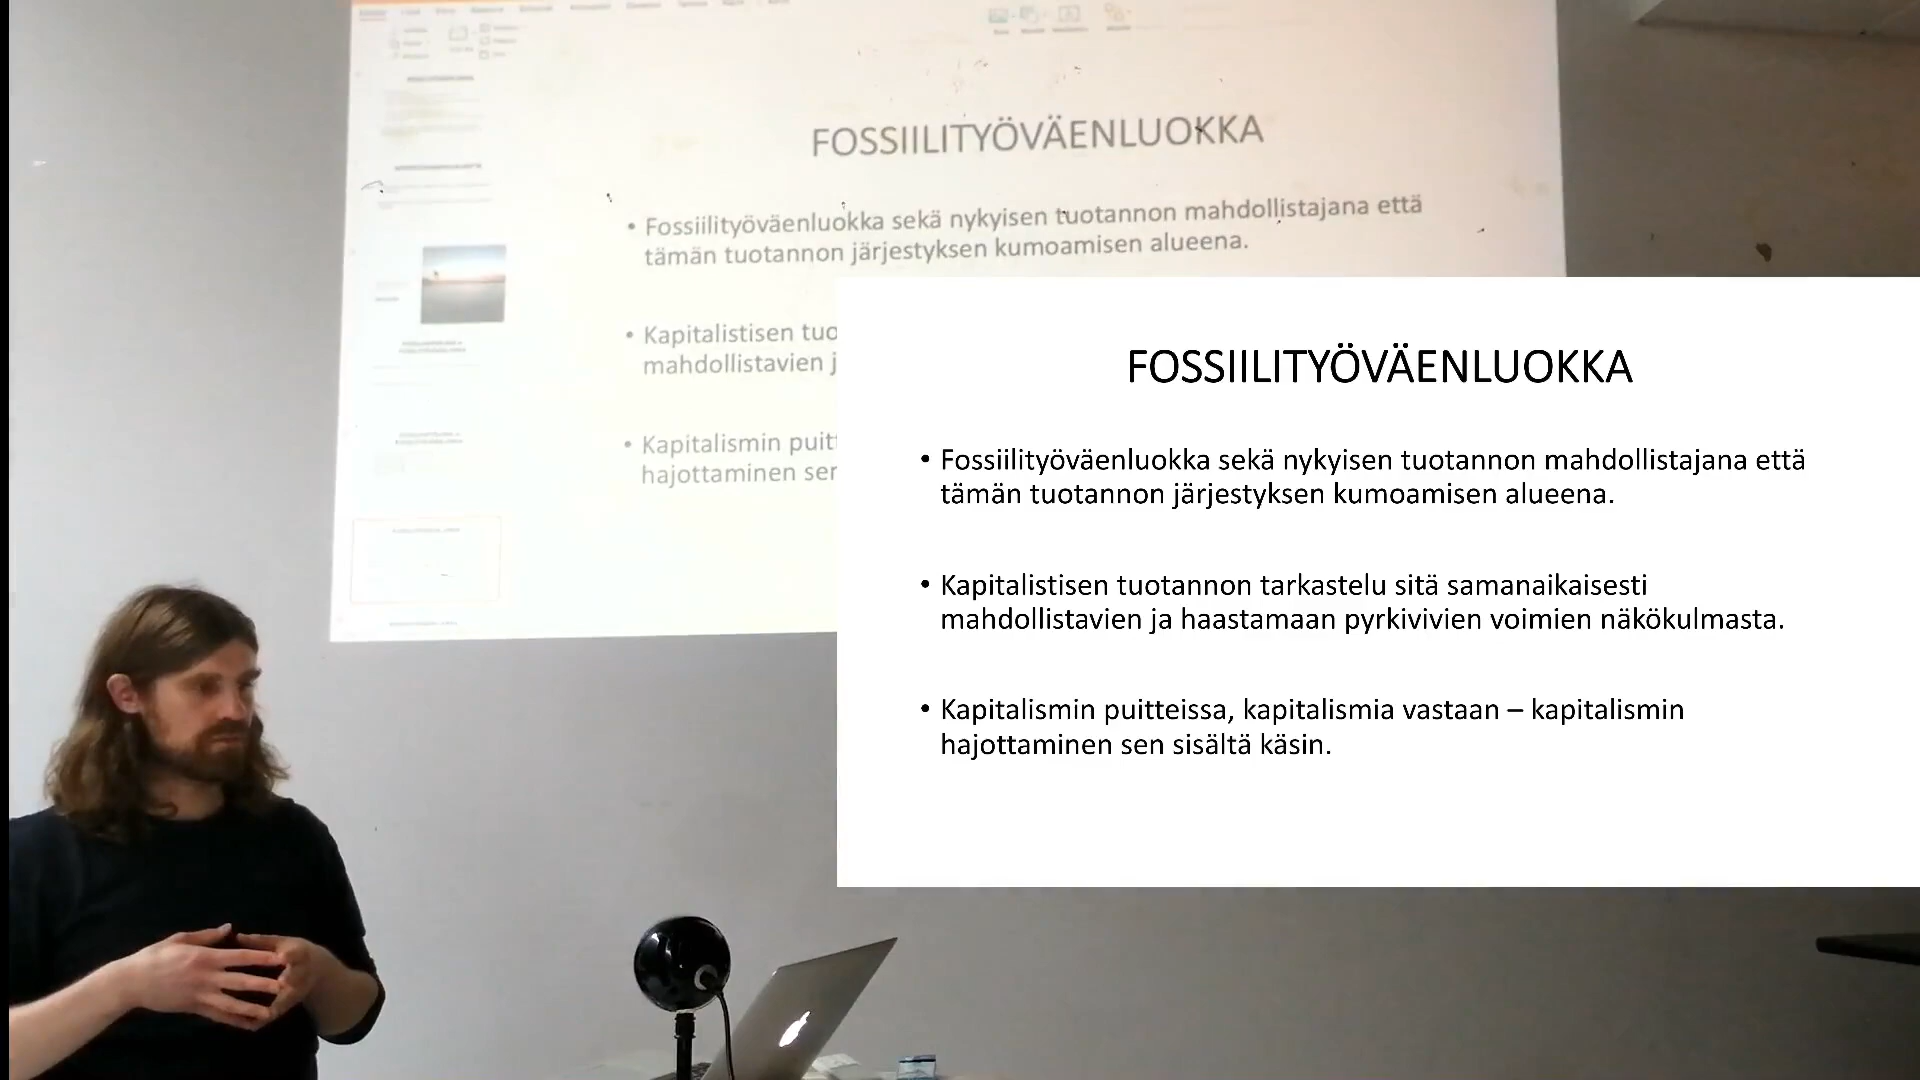 FOSSIILITYÖVÄENLUOKKA
• Fossiilityöväenluokka sekä nykyisen tuotannon mahdollistajana että
tämän tuotannon järjestyksen kumoamisen alueena.
• Kapitalistisen tuo
mahdollistavien j
• Kapitalismin puit
hajottaminen ser
FOSSIILITYÖVÄENLUOKKA
• Fossiilityöväenluokka sekä nykyisen tuotannon mahdollistajana että
tämän tuotannon järjestyksen kumoamisen alueena.
• Kapitalistisen tuotannon tarkastelu sitä samanaikaisesti
mahdollistavien ja haastamaan pyrkivivien voimien näkökulmasta.
• Kapitalismin puitteissa, kapitalismia vastaan – kapitalismin
hajottaminen sen sisältä käsin.